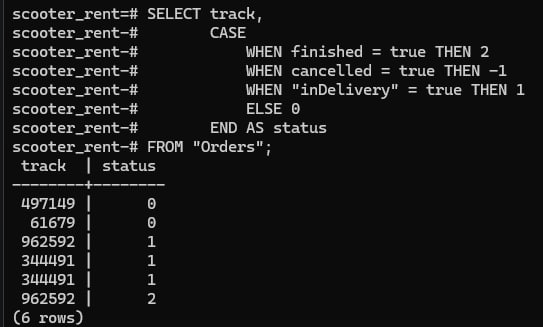 scooter_rent=# SELECT track,
scooter_rent-#        CASE
scooter_rent-#            WHEN finished = true THEN 2
scooter_rent-#            WHEN cancelled = true THEN -1
scooter_rent-#            WHEN "inDelivery" = true THEN 1
scooter_rent-#            ELSE 0
scooter_rent-#        END AS status
scooter_rent-# FROM "Orders";
 track  | status
--------+--------
 497149 |      0
  61679 |      0
 962592 |      1
 344491 |      1
 344491 |      1
 962592 |      2
(6 rows)